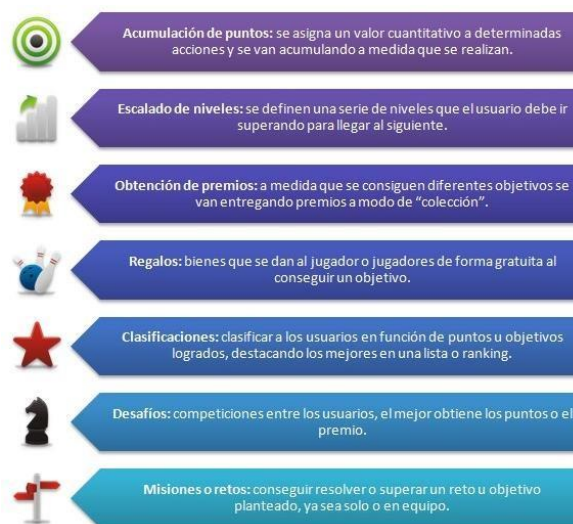 Acumulación de puntos: se asigna un valor cuantitativo a determinadas
acciones y se van acumulando a medida que se realizan.
Escalado de niveles: se definen una serie de niveles que el usuario debe ir
superando para llegar al siguiente.
Obtención de premios: a medida que se consiguen diferentes objetivos se
van entregando premios a modo de “colección”.
Regalos: bienes que se dan al jugador o jugadores de forma gratuita al
conseguir un objetivo.
Clasificaciones: clasificar a los usuarios en función de puntos u objetivos
logrados, destacando los mejores en una lista o ranking.
Desafíos: competiciones entre los usuarios, el mejor obtiene los puntos o el
premio.
Misiones o retos: conseguir resolver o superar un reto u objetivo
planteado, ya sea solo o en equipo.